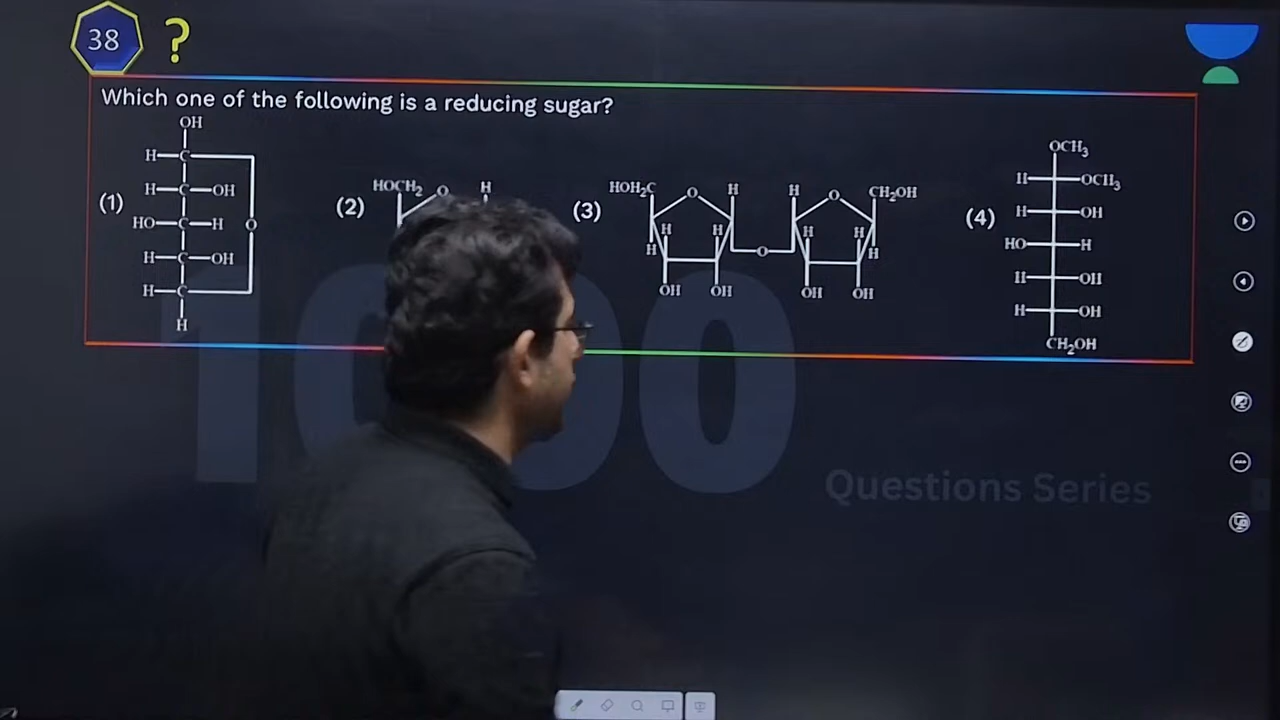 38 ?
Which one of the following is a reducing sugar?
(1)
OH
H C
H C OH
HO C H O
H C OH
H C
H
(2)
HOCH2 O H
(3)
HOH2C O H H O CH2OH
H H H H
H O H
OH OH OH OH
(4)
OCH3
H OCH3
H OH
HO H
H OH
H OH
CH2OH
1000
Questions Series